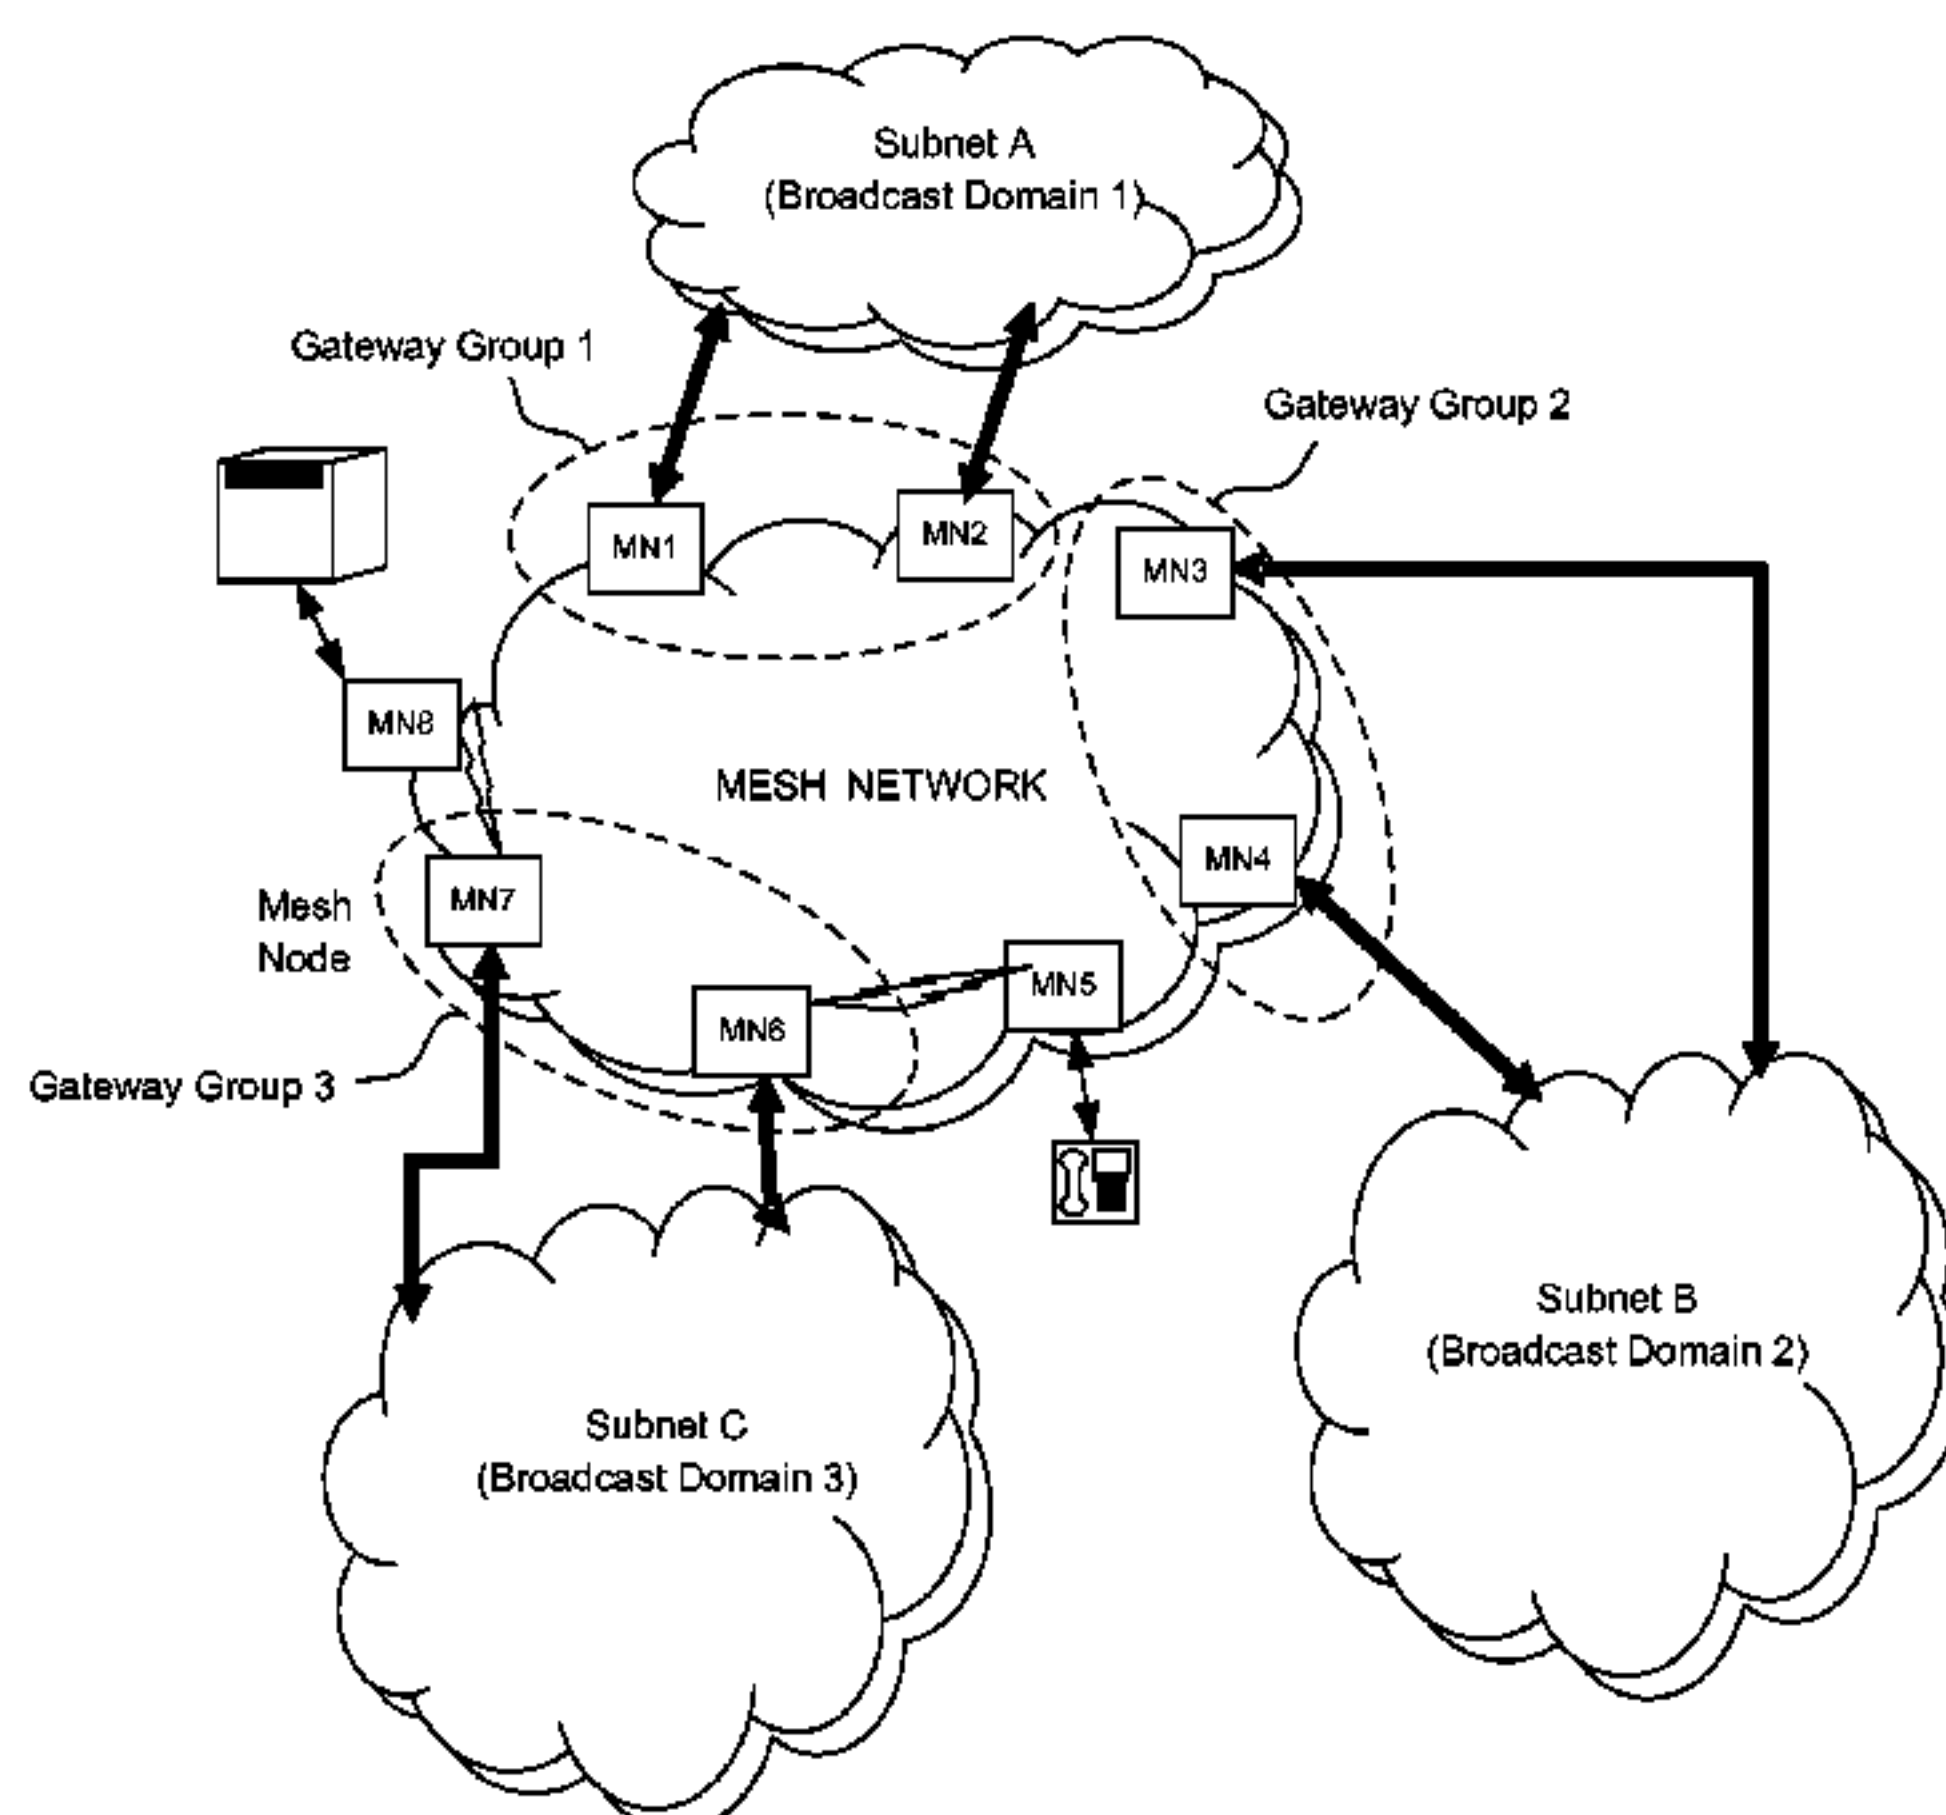 Subnet A
(Broadcast Domain 1)
Gateway Group 1
Gateway Group 2
MN1
MN2
MN3
MN8
MESH NETWORK
MN4
MN7
Mesh
Node
MN5
MN6
Gateway Group 3
Subnet B
(Broadcast Domain 2)
Subnet C
(Broadcast Domain 3)